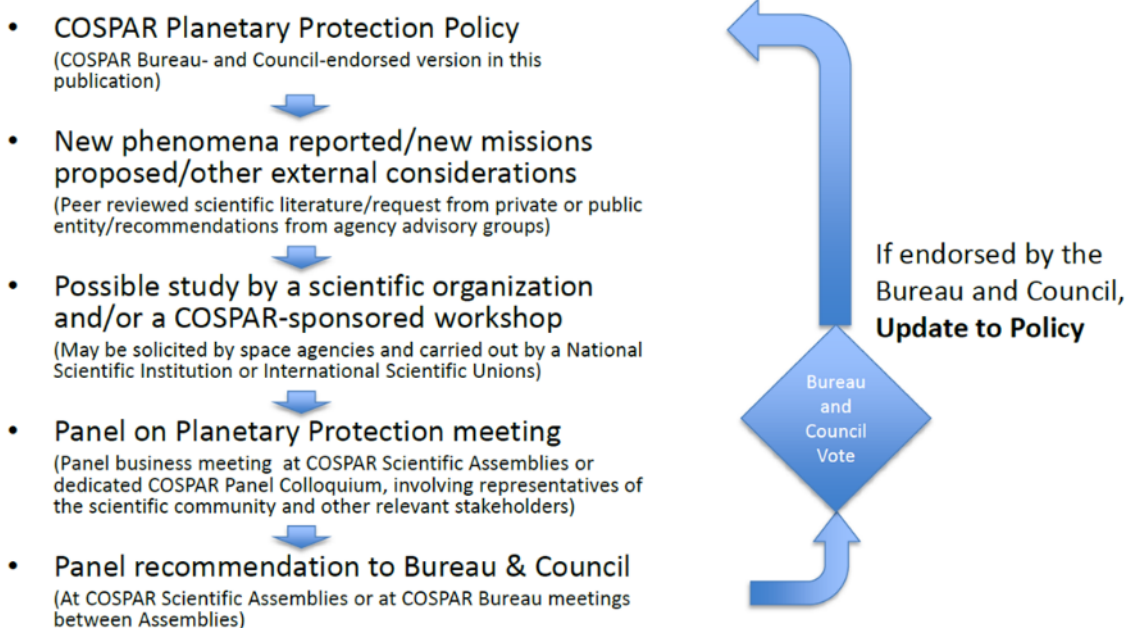 • COSPAR Planetary Protection Policy
(COSPAR Bureau- and Council-endorsed version in this
publication)
• New phenomena reported/new missions
proposed/other external considerations
(Peer reviewed scientific literature/request from private or public
entity/recommendations from agency advisory groups)
• Possible study by a scientific organization
and/or a COSPAR-sponsored workshop
(May be solicited by space agencies and carried out by a National
Scientific Institution or International Scientific Unions)
• Panel on Planetary Protection meeting
(Panel business meeting at COSPAR Scientific Assemblies or
dedicated COSPAR Panel Colloquium, involving representatives of
the scientific community and other relevant stakeholders)
• Panel recommendation to Bureau & Council
(At COSPAR Scientific Assemblies or at COSPAR Bureau meetings
between Assemblies)
Bureau
and
Council
Vote
If endorsed by the
Bureau and Council,
Update to Policy